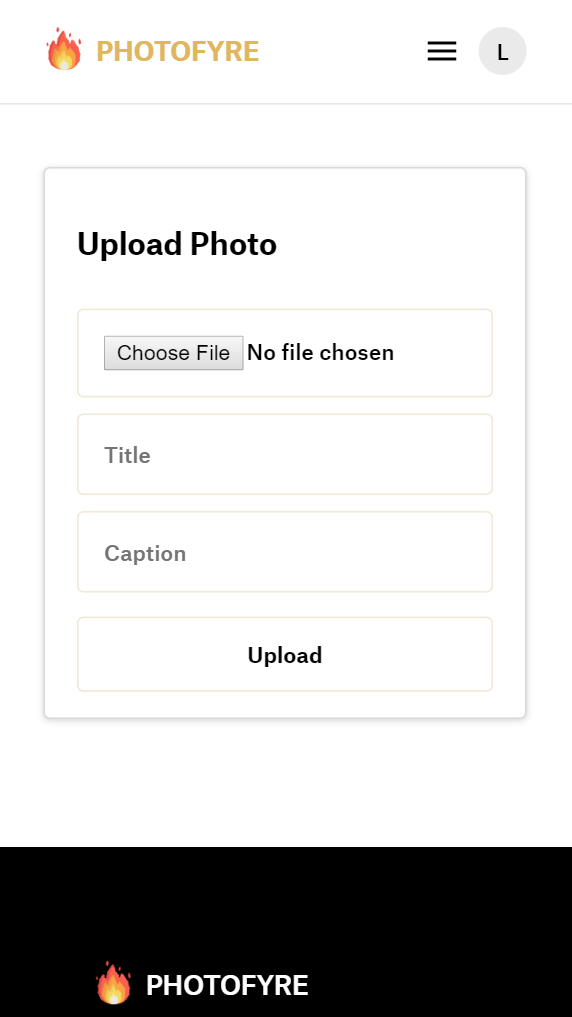 PHOTOFYRE
L
Upload Photo
Choose File No file chosen
Title
Caption
Upload
PHOTOFYRE